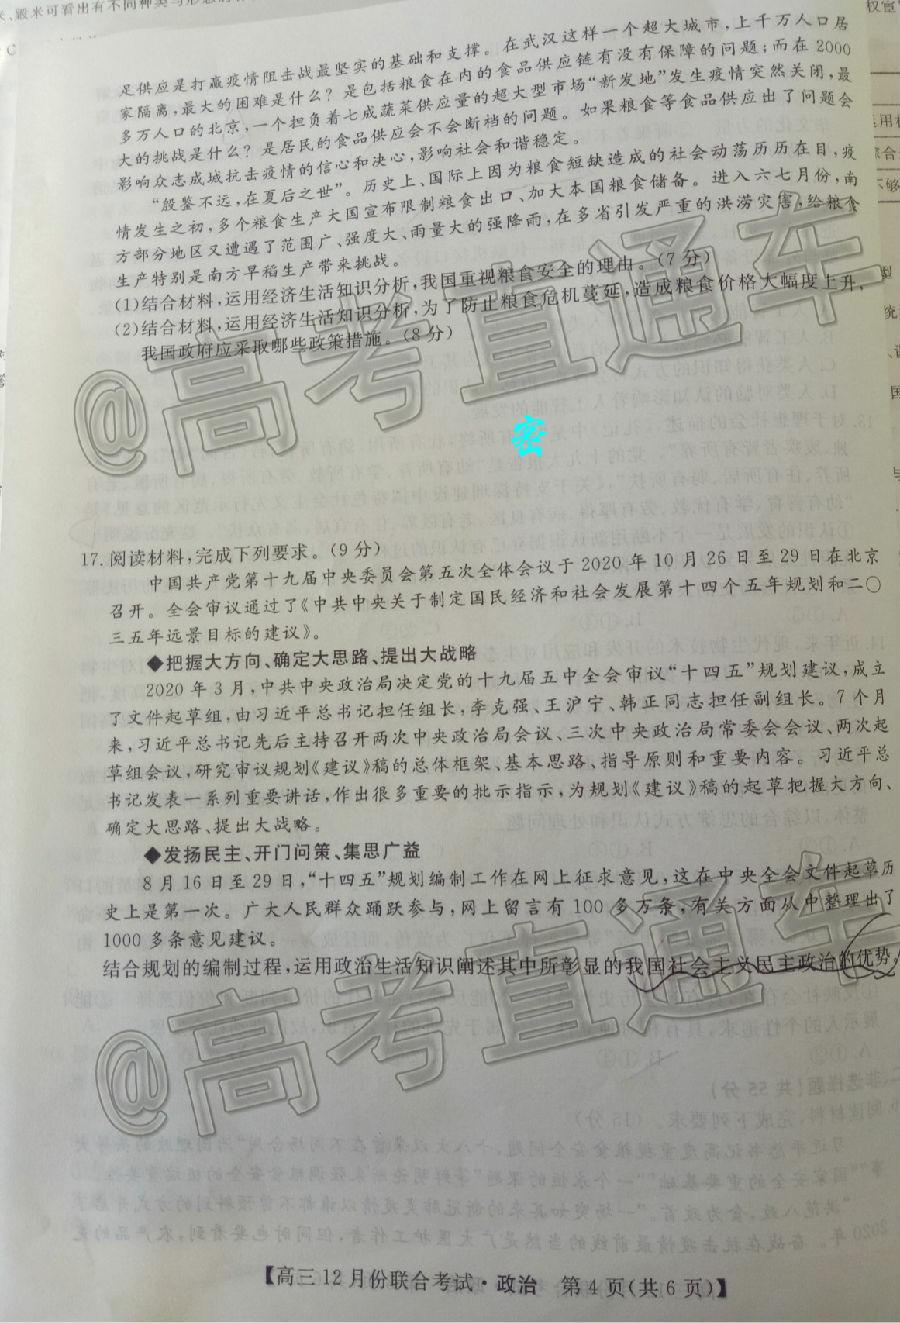 足供应是打赢疫情阻击战最坚实的基础和支撑。在武汉这样一个超大城市,上千万人口居
家隔离,最大的困难是什么?是包括粮食在内的食品供应链有没有保障的问题;而在2000
多万人口的北京,一个担负着七成蔬菜供应量的超大型市场“新发地”发生疫情突然关闭,最
大的挑战是什么?是居民的食品供应会不会断裆的问题。如果粮食等食品供应出了问题会
影响众志成城抗击疫情的信心和决心,影响社会和谐稳定。
“殷鉴不远,在夏后之世”。历史上、国际上因为粮食短缺造成的社会动荡历历在目,疫
情发生之初,多个粮食生产大国宣布限制粮食出口、加大本国粮食储备。进入六七月份,南
方部分地区又遭遇了范围广、强度大、雨量大的强降雨,在多省引发严重的洪涝灾害,给粮食
生产特别是南方早稻生产带来挑战。
(1)结合材料,运用经济生活知识分析,我国重视粮食安全的理由。(7分)
(2)结合材料,运用经济生活知识分析,为了防止粮食危机蔓延,造成粮食价格大幅度上升,
我国政府应采取哪些政策措施。(8分)
@高考直通车
密
17. 阅读材料,完成下列要求。(9分)
中国共产党第十九届中央委员会第五次全体会议于2020年10月26日至29日在北京
召开。全会审议通过了《中共中央关于制定国民经济和社会发展第十四个五年规划和二〇
三五年远景目标的建议》。
◆把握大方向、确定大思路、提出大战略
2020年3月,中共中央政治局决定党的十九届五中全会审议“十四五”规划建议,成立
了文件起草组,由习近平总书记担任组长,李克强、王沪宁、韩正同志担任副组长。7个月
来,习近平总书记先后主持召开两次中央政治局会议、三次中央政治局常委会会议、两次起
草组会议,研究审议规划《建议》稿的总体框架、基本思路、指导原则和重要内容。习近平总
书记发表一系列重要讲话,作出很多重要的批示指示,为规划《建议》稿的起草把握大方向、
确定大思路、提出大战略。
◆发扬民主、开门问策、集思广益
8月16日至29日,“十四五”规划编制工作在网上征求意见,这在中央全会文件起草历
史上是第一次。广大人民群众踊跃参与,网上留言有100多万条,有关方面从中整理出了
1000多条意见建议。
结合规划的编制过程,运用政治生活知识阐述其中所彰显的我国社会主义民主政治的优势。
@高考直通车
【高三12月份联合考试·政治 第4页(共6页)】